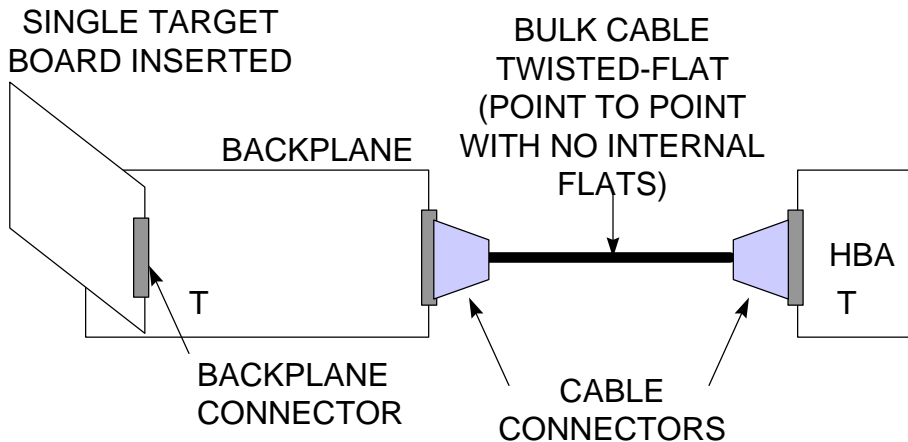 SINGLE TARGET
BOARD INSERTED
BULK CABLE
TWISTED-FLAT
(POINT TO POINT
WITH NO INTERNAL
FLATS)
BACKPLANE
HBA
T
T
BACKPLANE
CONNECTOR
CABLE
CONNECTORS